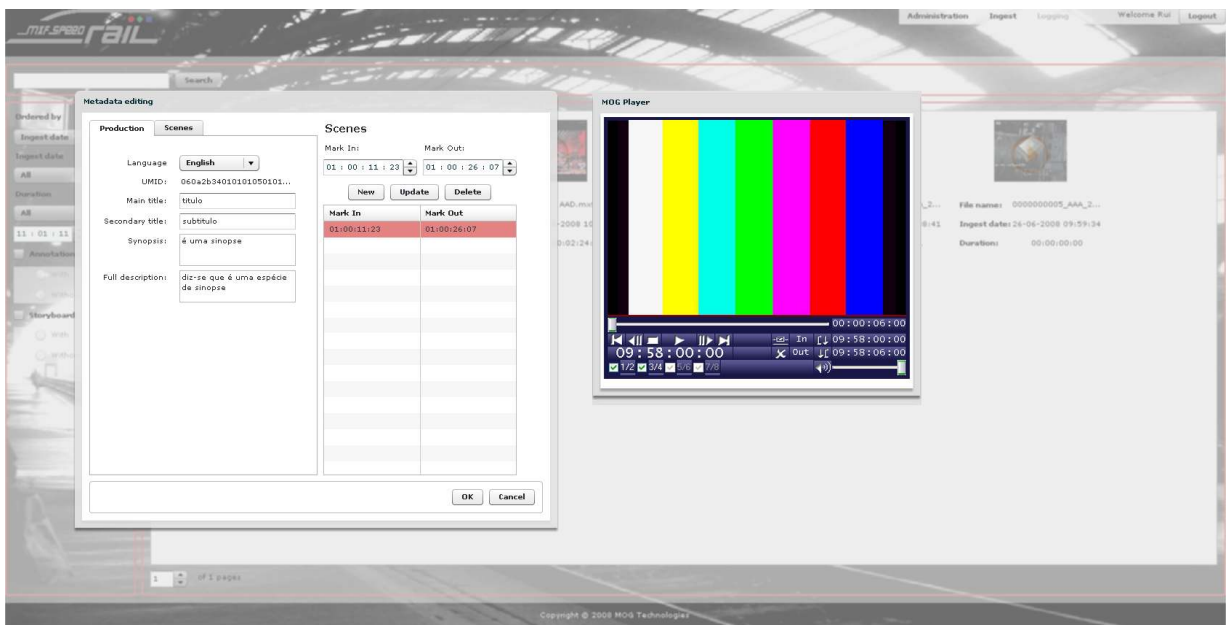 MXF-SPEED rail
Administration Ingest Logging Welcome Rui Logout
Search
Metadata editing
MOG Player
Ordered by
Ingest date
Ingest date
All
Duration
All
11 : 01 : 11
Annotation
With
Storyboard
With
Production Scenes
Language English
UMID: 060a2b34010101050101...
Main title: titulo
Secondary title: subtitulo
Synopsis: é uma sinopse
Full description: diz-se que é uma espécie
de sinopse
Scenes
Mark In: Mark Out:
01 : 00 : 11 : 23 01 : 00 : 26 : 07
New Update Delete
Mark In Mark Out
01:00:11:23 01:00:26:07
OK Cancel
00:00:06:00
In 09:58:00:00
09:58:00:00 Out 09:58:06:00
1/2 3/4 5/6 7/8
File name: 0000000005_AAA_2...
Ingest date: 26-06-2008 09:59:34
Duration: 00:00:00:00
1 of 1 pages
Copyright © 2008 MOG Technologies